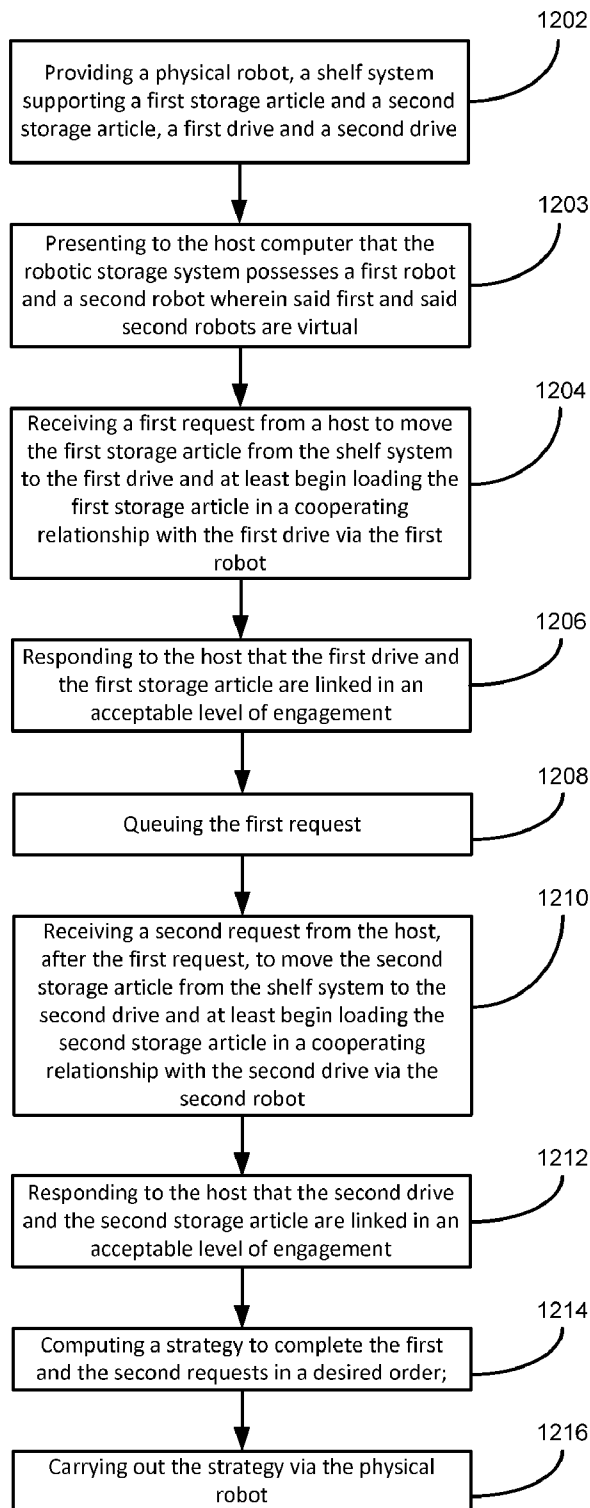 1202
Providing a physical robot, a shelf system
supporting a first storage article and a second
storage article, a first drive and a second drive
1203
Presenting to the host computer that the
robotic storage system possesses a first robot
and a second robot wherein said first and said
second robots are virtual
1204
Receiving a first request from a host to move
the first storage article from the shelf system
to the first drive and at least begin loading the
first storage article in a cooperating
relationship with the first drive via the first
robot
1206
Responding to the host that the first drive and
the first storage article are linked in an
acceptable level of engagement
1208
Queuing the first request
1210
Receiving a second request from the host,
after the first request, to move the second
storage article from the shelf system to the
second drive and at least begin loading the
second storage article in a cooperating
relationship with the second drive via the
second robot
1212
Responding to the host that the second drive
and the second storage article are linked in an
acceptable level of engagement
1214
Computing a strategy to complete the first
and the second requests in a desired order;
1216
Carrying out the strategy via the physical
robot